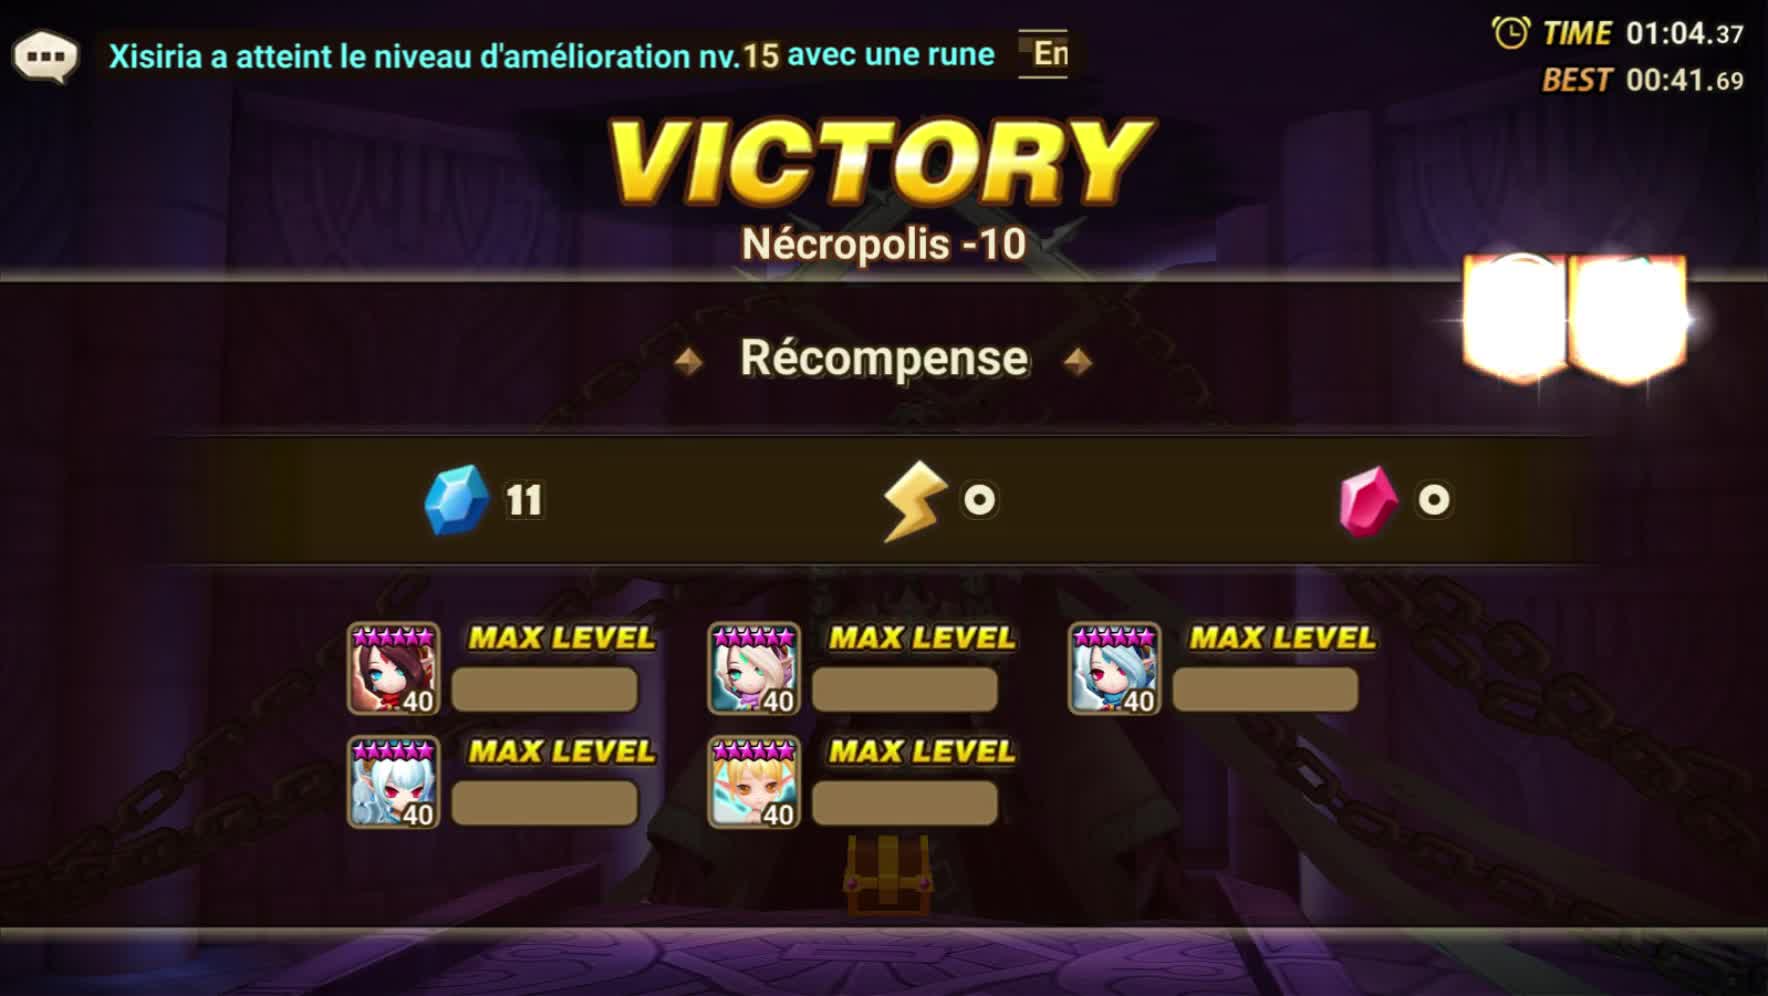 Xisiria a atteint le niveau d'amélioration nv.15 avec une rune En
TIME 01:04.37
BEST 00:41.69
VICTORY
Nécropolis -10
Récompense
11 0 0
MAX LEVEL MAX LEVEL MAX LEVEL
40 40 40
MAX LEVEL MAX LEVEL
40 40